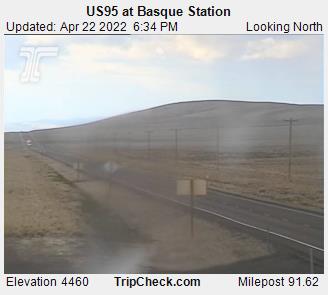 US95 at Basque Station
Updated: Apr 22 2022 6:34 PM Looking North
Elevation 4460 TripCheck.com Milepost 91.62